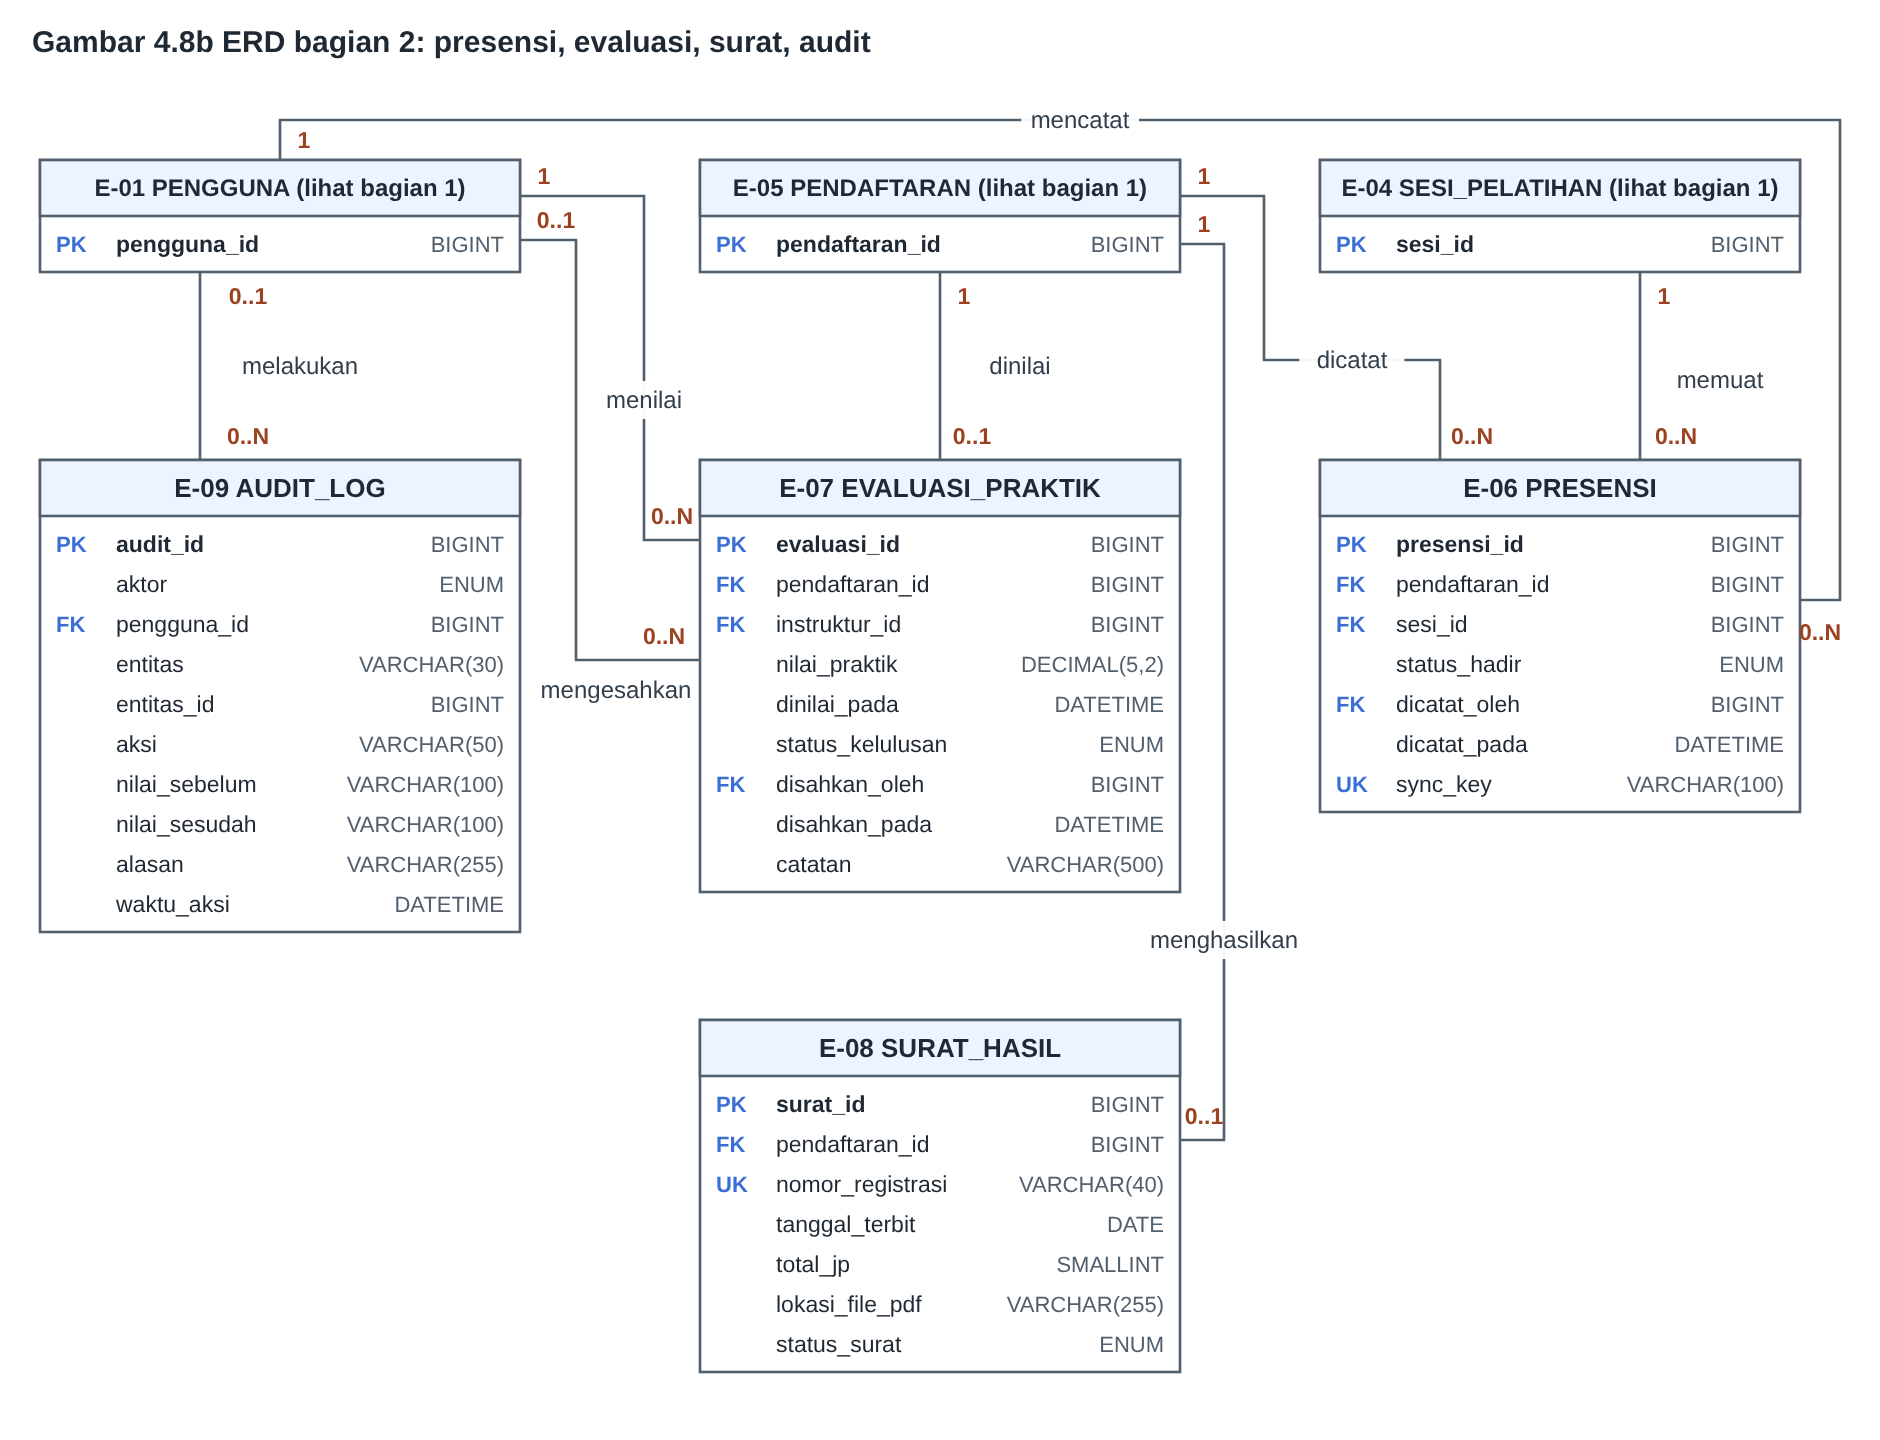 Gambar 4.8b ERD bagian 2: presensi, evaluasi, surat, audit
mencatat
1
E-01 PENGGUNA (lihat bagian 1)
PK pengguna_id BIGINT
1
0..1
E-05 PENDAFTARAN (lihat bagian 1)
PK pendaftaran_id BIGINT
1
1
E-04 SESI_PELATIHAN (lihat bagian 1)
PK sesi_id BIGINT
0..1
melakukan
0..N
menilai
1
dinilai
0..1
dicatat
0..N
1
memuat
0..N
E-09 AUDIT_LOG
PK audit_id BIGINT
aktor ENUM
FK pengguna_id BIGINT
entitas VARCHAR(30)
entitas_id BIGINT
aksi VARCHAR(50)
nilai_sebelum VARCHAR(100)
nilai_sesudah VARCHAR(100)
alasan VARCHAR(255)
waktu_aksi DATETIME
0..N
0..N
mengesahkan
E-07 EVALUASI_PRAKTIK
PK evaluasi_id BIGINT
FK pendaftaran_id BIGINT
FK instruktur_id BIGINT
nilai_praktik DECIMAL(5,2)
dinilai_pada DATETIME
status_kelulusan ENUM
FK disahkan_oleh BIGINT
disahkan_pada DATETIME
catatan VARCHAR(500)
E-06 PRESENSI
PK presensi_id BIGINT
FK pendaftaran_id BIGINT
FK sesi_id BIGINT
status_hadir ENUM
FK dicatat_oleh BIGINT
dicatat_pada DATETIME
UK sync_key VARCHAR(100)
0..N
menghasilkan
E-08 SURAT_HASIL
PK surat_id BIGINT
FK pendaftaran_id BIGINT
UK nomor_registrasi VARCHAR(40)
tanggal_terbit DATE
total_jp SMALLINT
lokasi_file_pdf VARCHAR(255)
status_surat ENUM
0..1